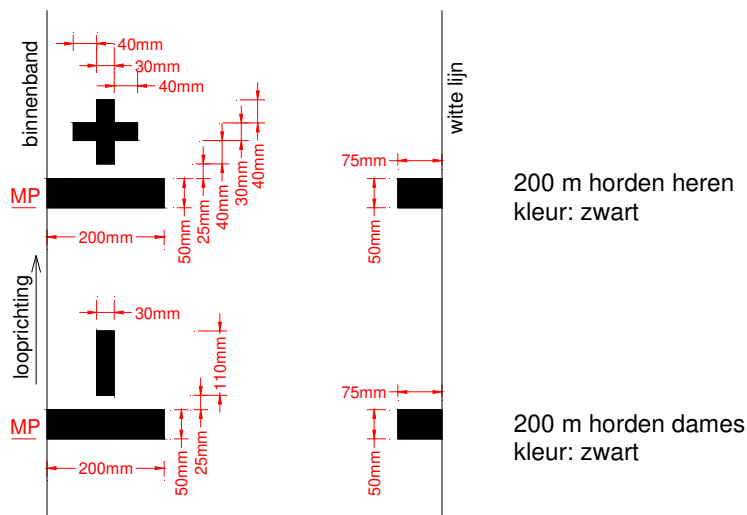 binnenband
40mm
30mm
40mm
witte lijn
MP
50mm
25mm
40mm
30mm
40mm
200mm
75mm
50mm
200 m horden heren
kleur: zwart
looprichting
30mm
110mm
MP
50mm
25mm
200mm
75mm
50mm
200 m horden dames
kleur: zwart